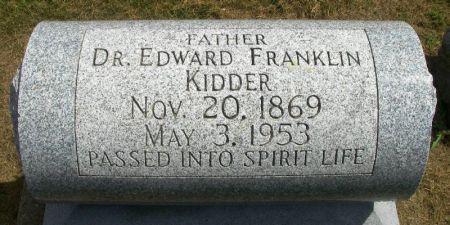 FATHER
DR. EDWARD FRANKLIN
KIDDER
NOV. 20, 1869
MAY 3, 1953
PASSED INTO SPIRIT LIFE